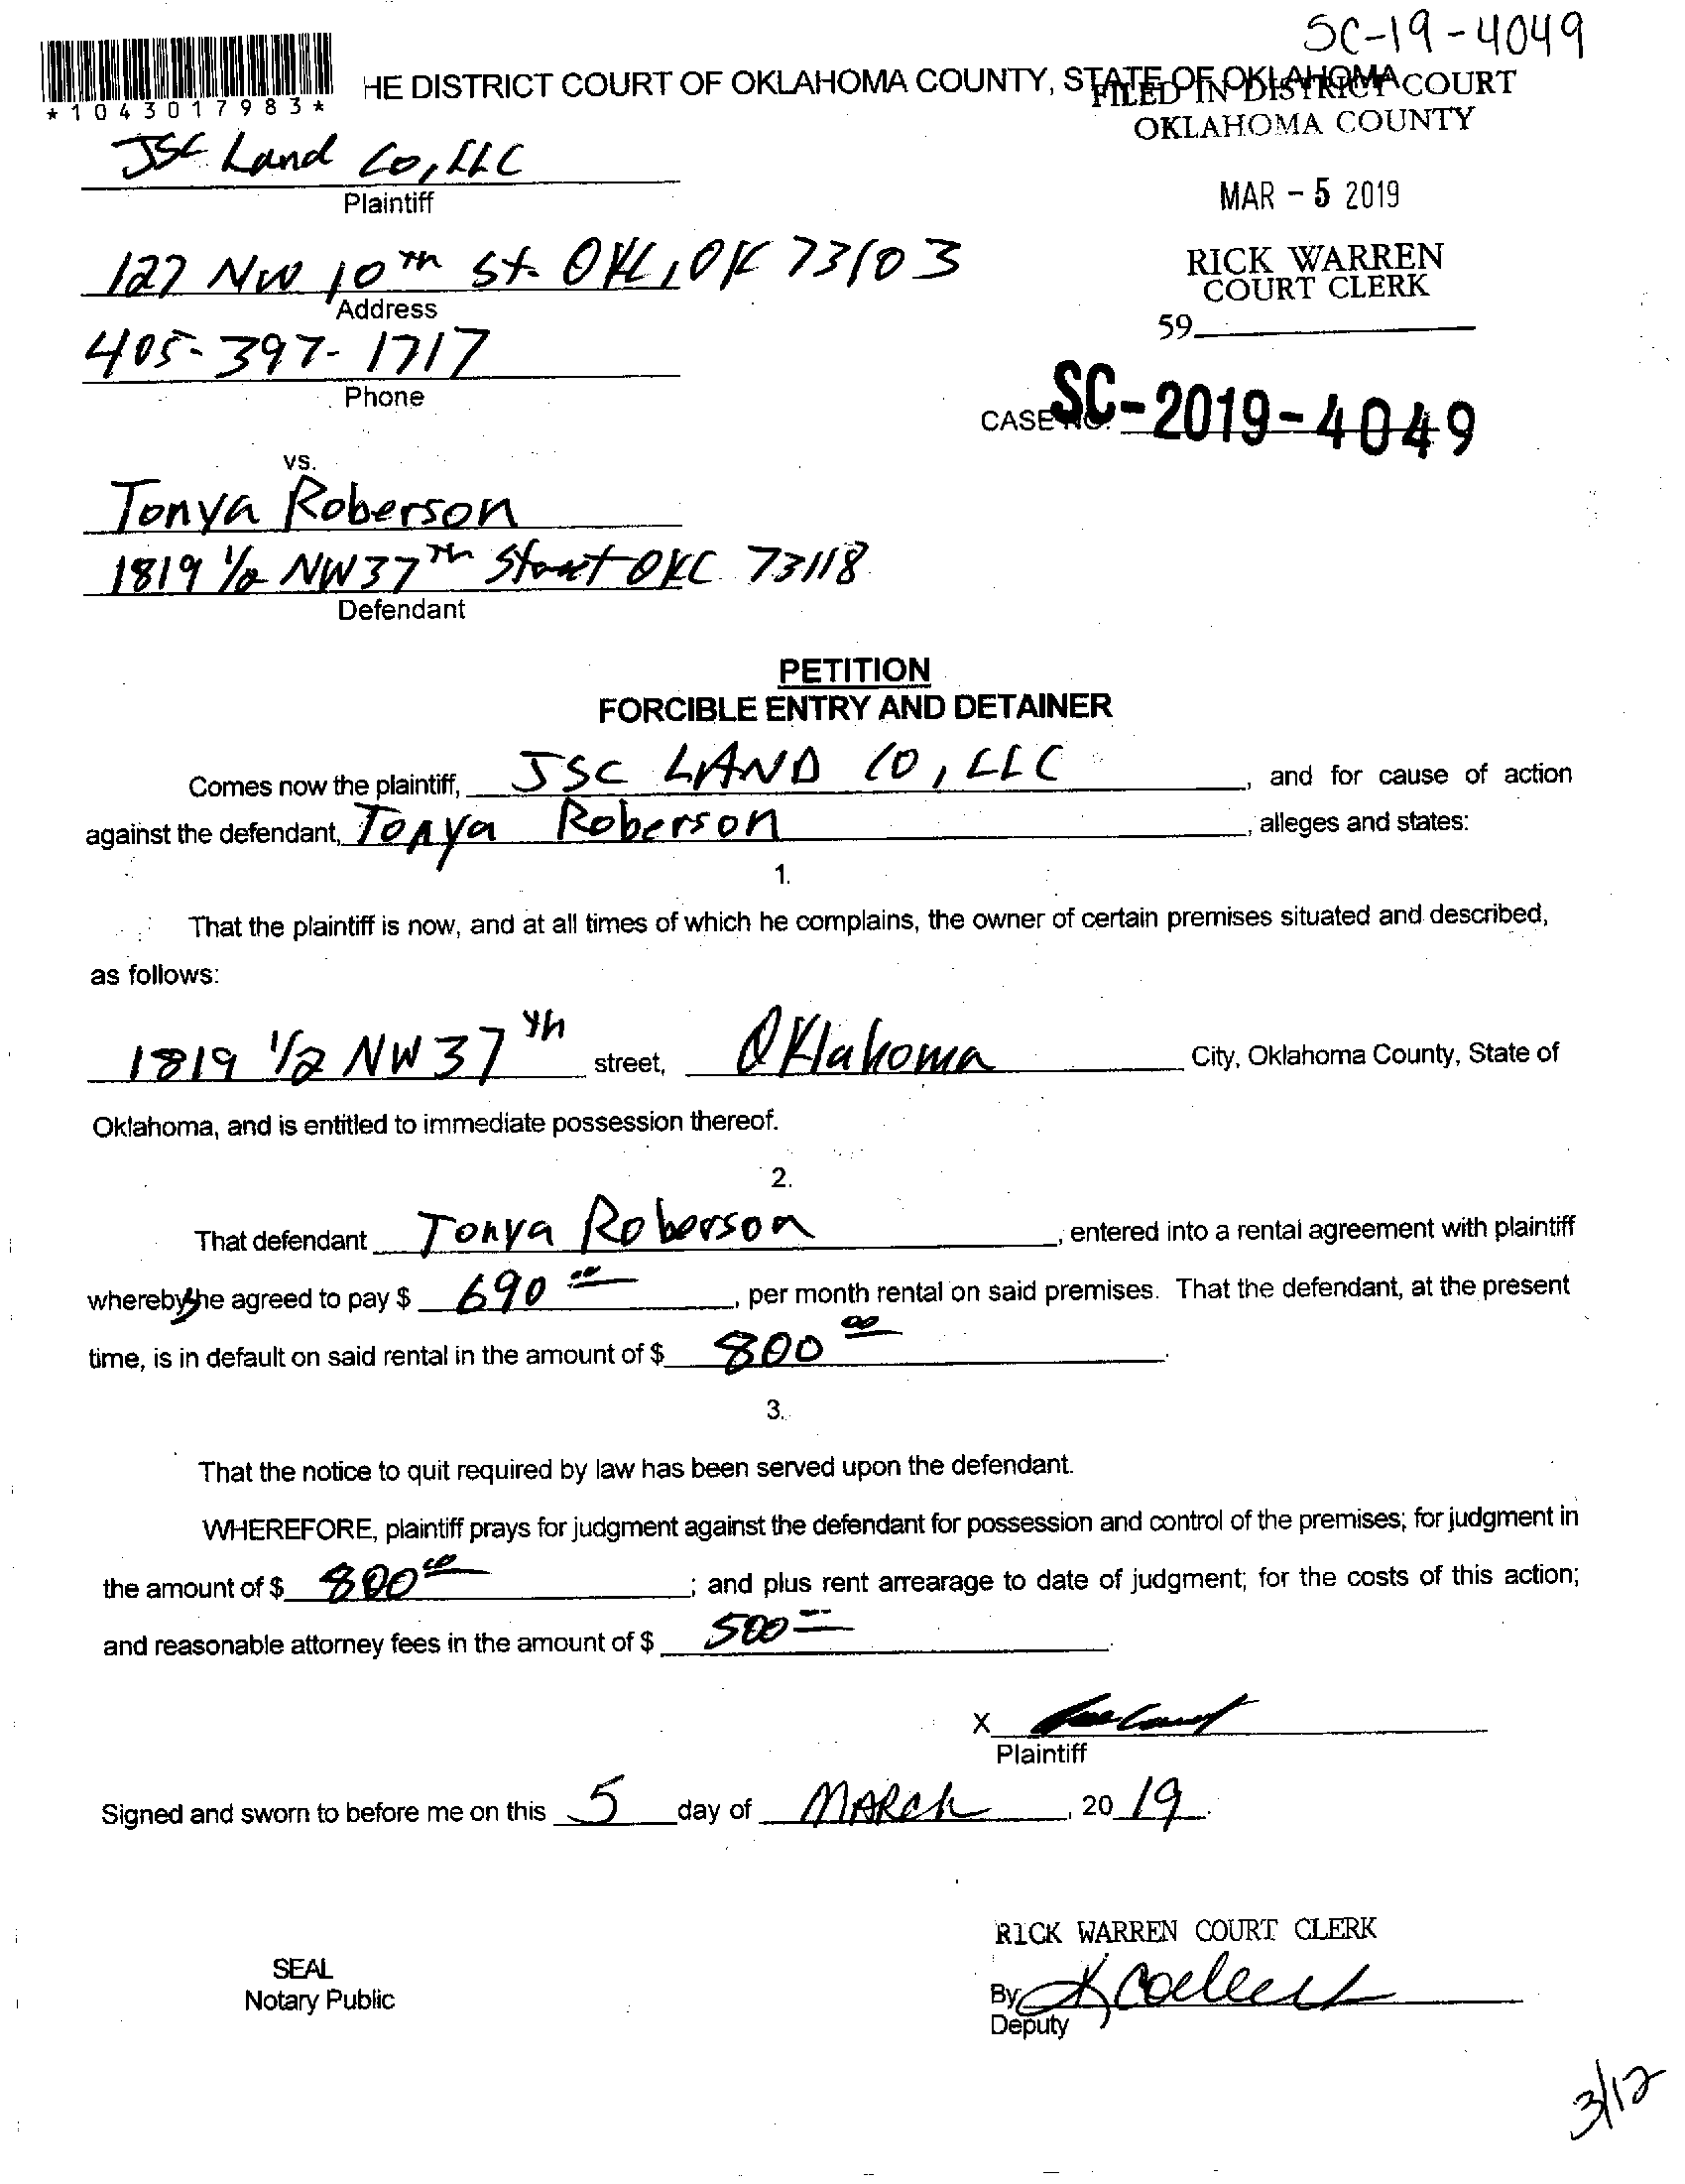 SC-19-4049
*1043017983*
HE DISTRICT COURT OF OKLAHOMA COUNTY, STATE OF OKLAHOMA
FILED IN DISTRICT COURT
OKLAHOMA COUNTY
JSC Land Co, LLC
Plaintiff
MAR - 5 2019
127 NW 10th St. OKC, OK 73103
Address
RICK WARREN
COURT CLERK
59
405-397-1717
Phone
CASE NO. SC-2019-4049
vs.
Tonya Roberson
1819 1/2 NW 37th Street OKC 73118
Defendant
PETITION
FORCIBLE ENTRY AND DETAINER
Comes now the plaintiff, JSC LAND CO, LLC, and for cause of action
against the defendant, Tonya Roberson, alleges and states:
1.
That the plaintiff is now, and at all times of which he complains, the owner of certain premises situated and described,
as follows:
1819 1/2 NW 37th street, Oklahoma City, Oklahoma County, State of
Oklahoma, and is entitled to immediate possession thereof.
2.
That defendant Tonya Roberson, entered into a rental agreement with plaintiff
whereby she agreed to pay $ 690 00, per month rental on said premises. That the defendant, at the present
time, is in default on said rental in the amount of $ 800 00.
3.
That the notice to quit required by law has been served upon the defendant.
WHEREFORE, plaintiff prays for judgment against the defendant for possession and control of the premises; for judgment in
the amount of $ 800 00; and plus rent arrearage to date of judgment; for the costs of this action;
and reasonable attorney fees in the amount of $ 500.
X
Plaintiff
Signed and sworn to before me on this 5 day of MARch, 20 19.
RICK WARREN COURT CLERK
SEAL
Notary Public
By
Deputy
3/12